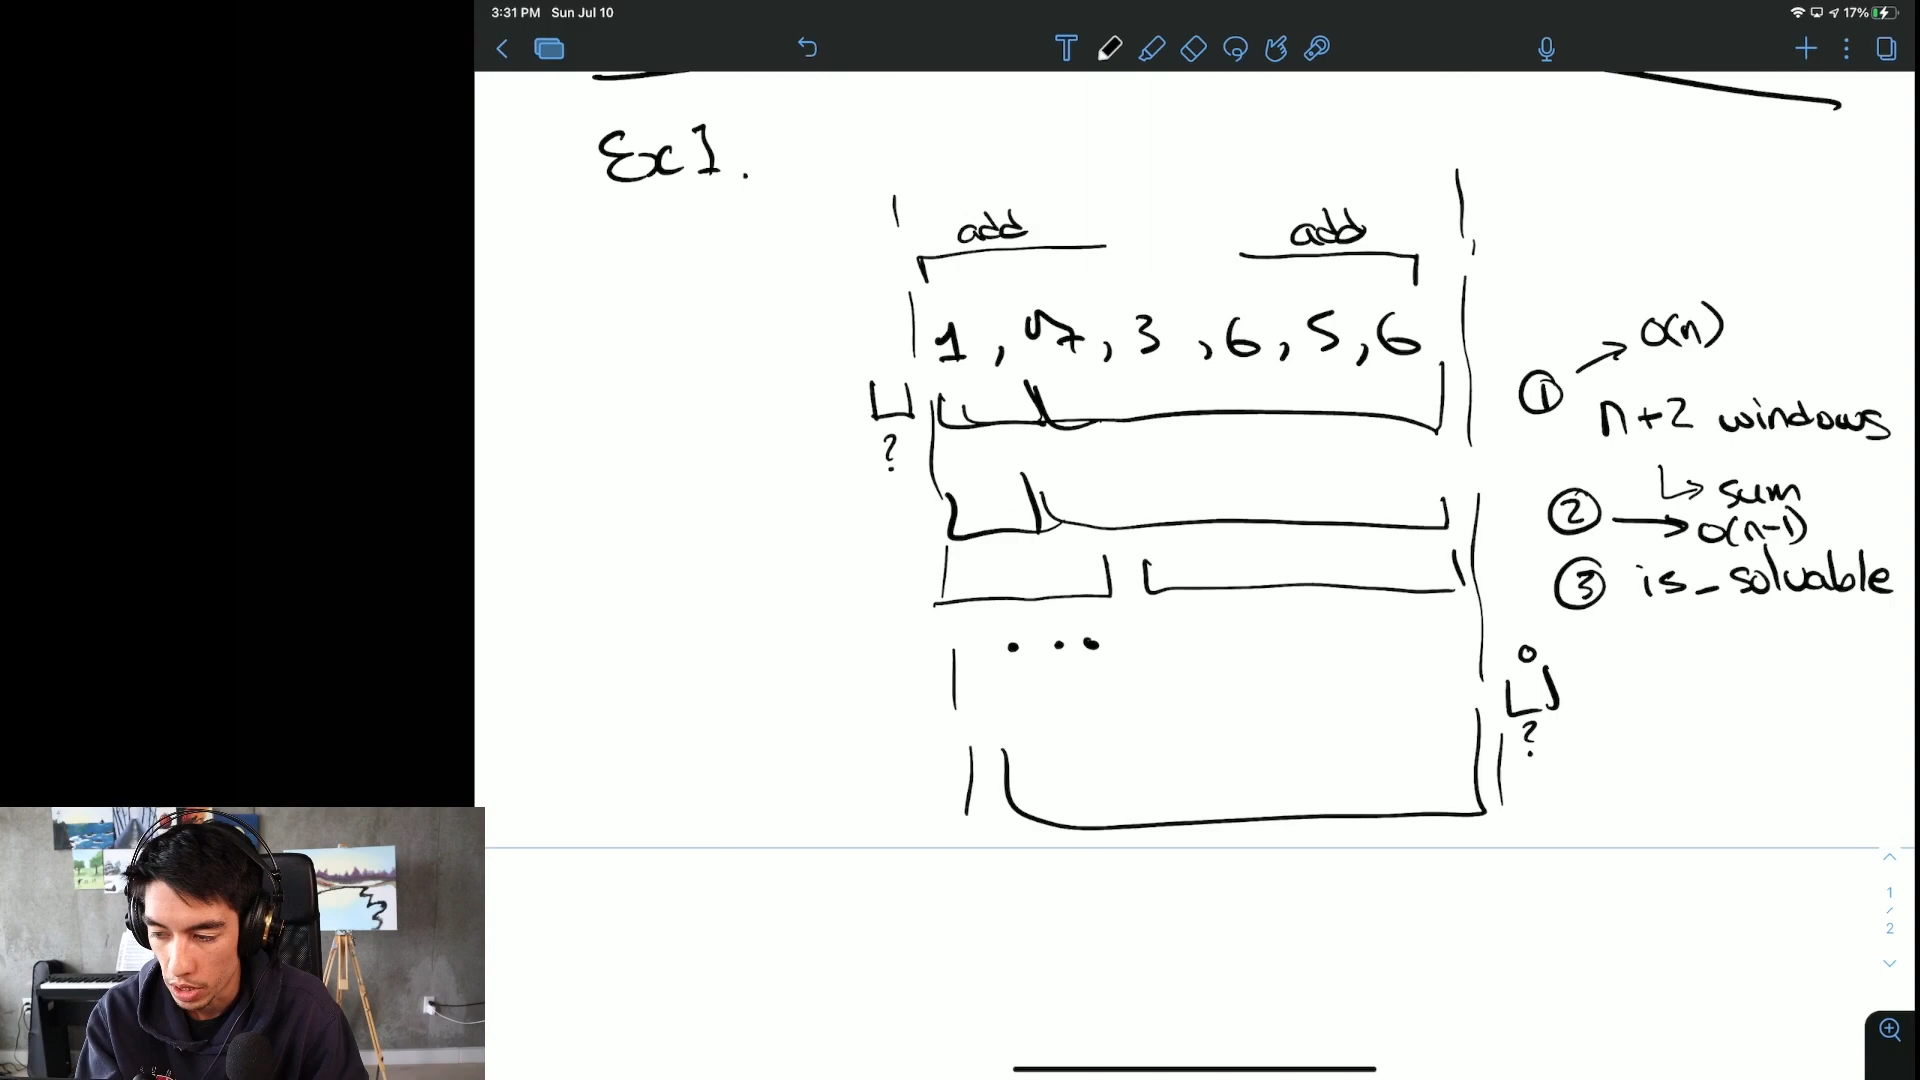 3:31 PM Sun Jul 10
17%
Ex 1.
add add
1, 7, 3, 6, 5, 6
① → O(n)
n+2 windows
?
↳ sum
② → O(n-1)
③ is_solvable
...
0
?
1
/
2